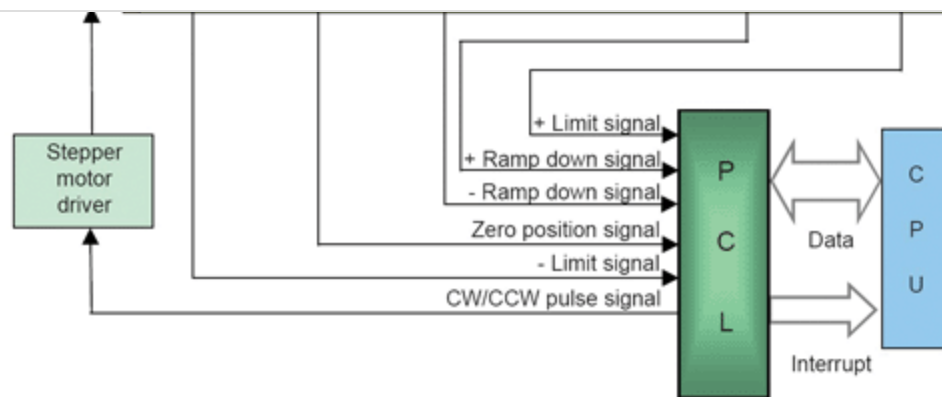 + Limit signal
Stepper
motor
driver
+ Ramp down signal
- Ramp down signal
Zero position signal
- Limit signal
CW/CCW pulse signal
P
C
L
Data
Interrupt
C
P
U